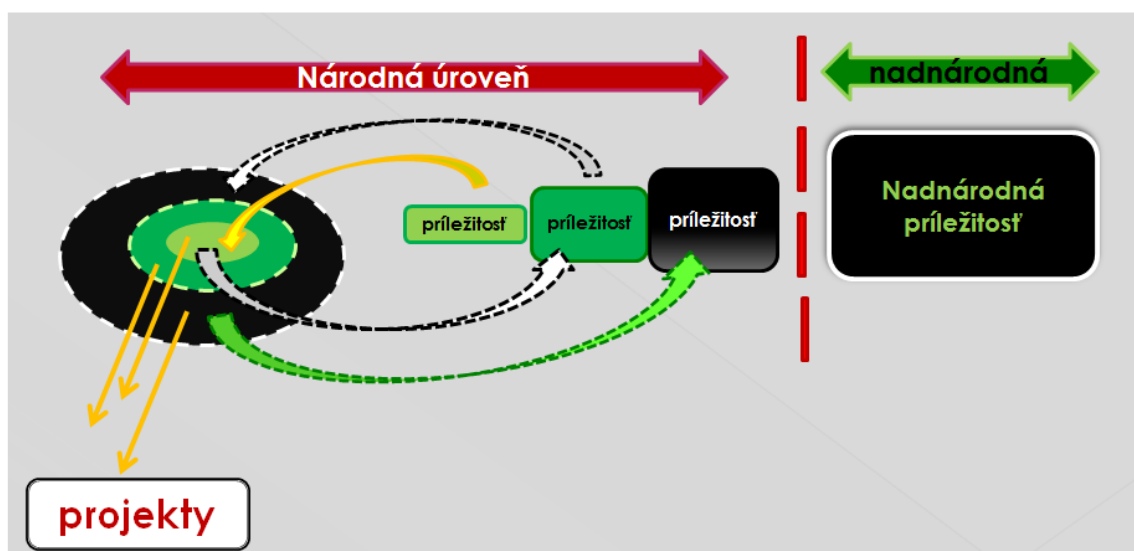 Národná úroveň
nadnárodná
príležitosť
príležitosť
príležitosť
Nadnárodná
príležitosť
projekty